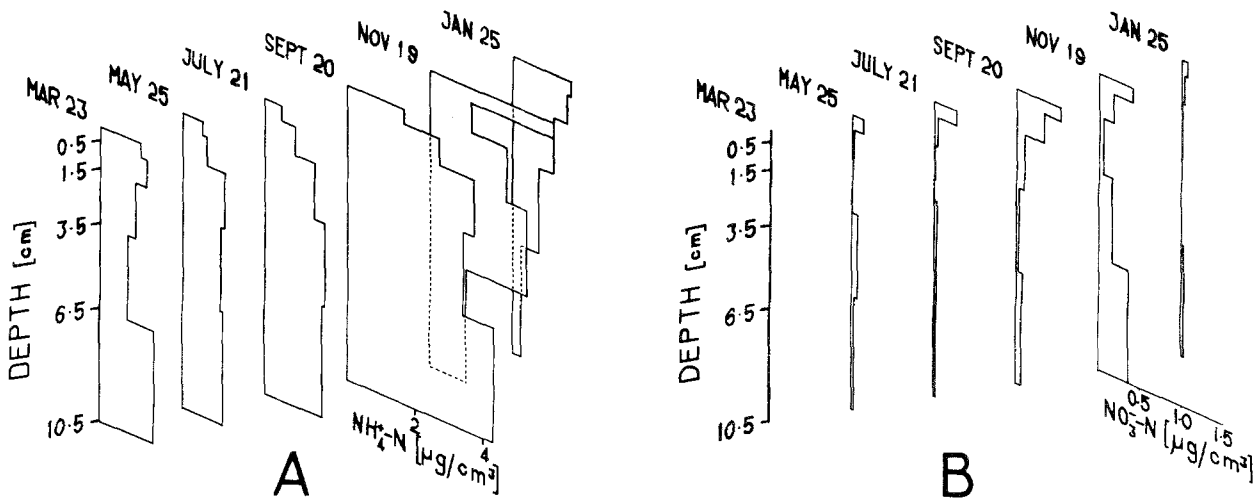 MAR 23
MAY 25
JULY 21
SEPT 20
NOV 19
JAN 25
0.5
1.5
3.5
6.5
10.5
DEPTH [cm]
2
4
NH₄⁺-N [µg/cm³]
A
MAR 23
MAY 25
JULY 21
SEPT 20
NOV 19
JAN 25
0.5
1.5
3.5
6.5
10.5
DEPTH [cm]
0.5
1.0
1.5
NO₃⁻-N [µg/cm³]
B